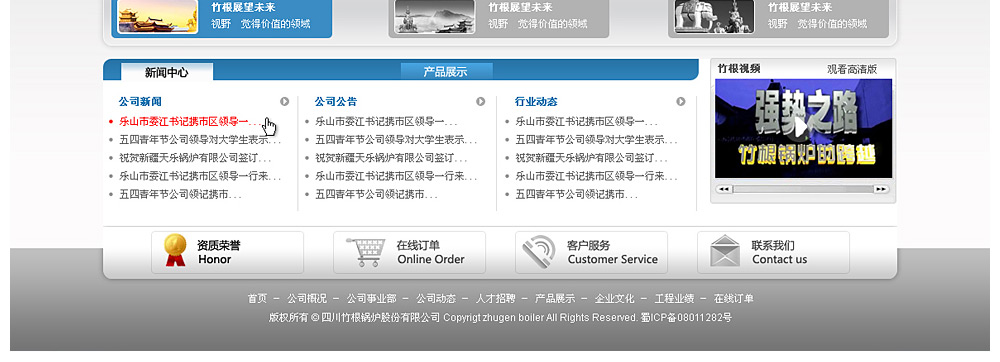 竹根展望未来
视野 觉得价值的领域
竹根展望未来
视野 觉得价值的领域
竹根展望未来
视野 觉得价值的领域
新闻中心
产品展示
公司新闻
乐山市委江书记携市区领导一...
五四青年节公司领导对大学生表示...
祝贺新疆天乐锅炉有限公司签订...
乐山市委江书记携市区领导一行来...
五四青年节公司领记携市...
公司公告
乐山市委江书记携市区领导一...
五四青年节公司领导对大学生表示...
祝贺新疆天乐锅炉有限公司签订...
乐山市委江书记携市区领导一行来...
五四青年节公司领记携市...
行业动态
乐山市委江书记携市区领导一...
五四青年节公司领导对大学生表示...
祝贺新疆天乐锅炉有限公司签订...
乐山市委江书记携市区领导一行来...
五四青年节公司领记携市...
竹根视频 观看高清版
强势之路
竹根锅炉的跨越
资质荣誉
Honor
在线订单
Online Order
客户服务
Customer Service
联系我们
Contact us
首页 - 公司概况 - 公司事业部 - 公司动态 - 人才招聘 - 产品展示 - 企业文化 - 工程业绩 - 在线订单
版权所有 © 四川竹根锅炉股份有限公司 Copyrigt zhugen boiler All Rights Reserved. 蜀ICP备08011282号